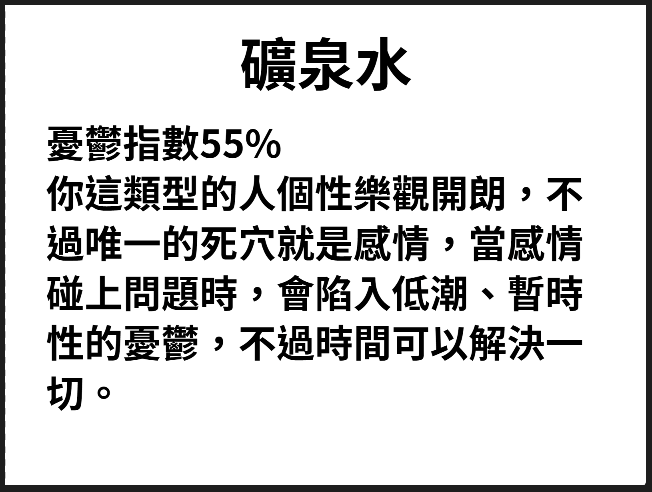 礦泉水
憂鬱指數55%
你這類型的人個性樂觀開朗，不
過唯一的死穴就是感情，當感情
碰上問題時，會陷入低潮、暫時
性的憂鬱，不過時間可以解決一
切。